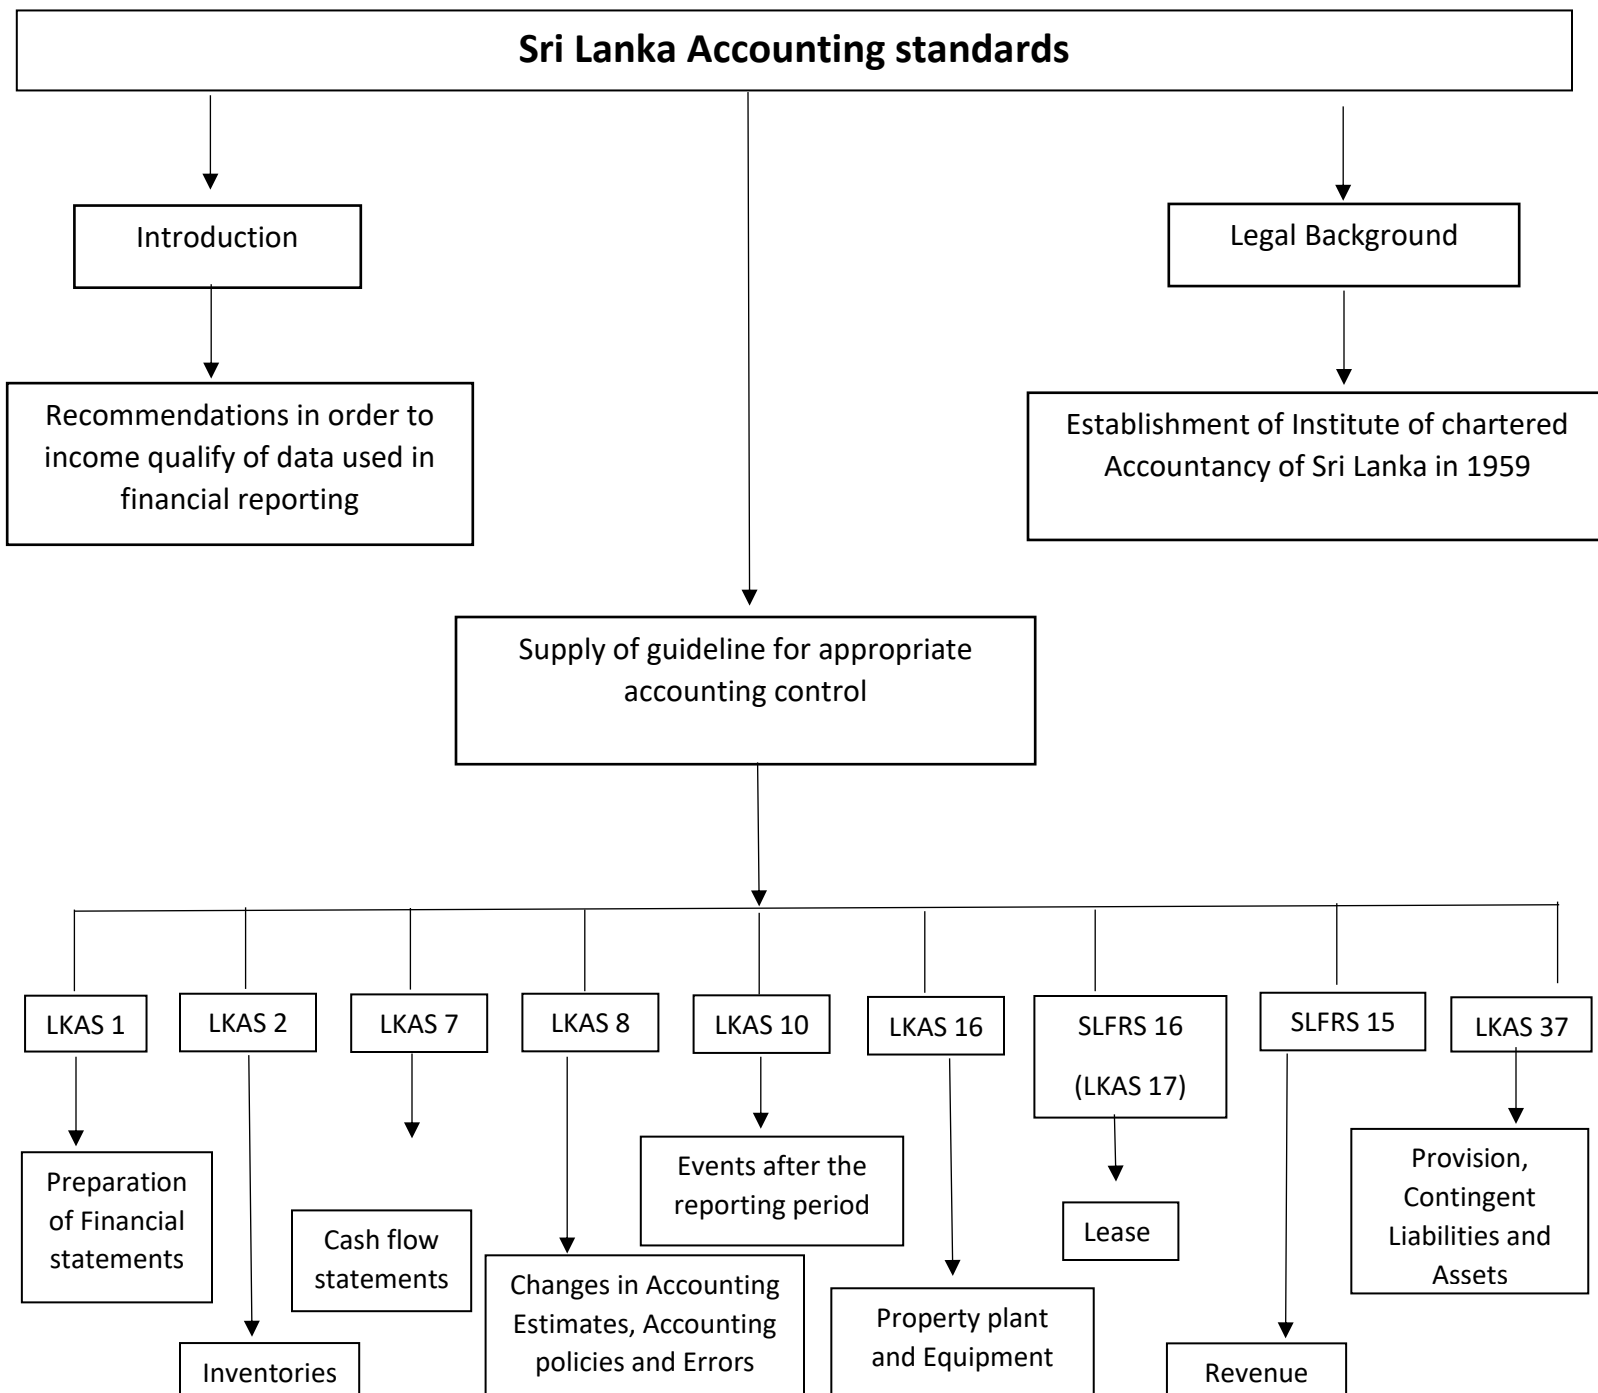 Sri Lanka Accounting standards
Introduction
Legal Background
Recommendations in order to
income qualify of data used in
financial reporting
Establishment of Institute of chartered
Accountancy of Sri Lanka in 1959
Supply of guideline for appropriate
accounting control
LKAS 1
LKAS 2
LKAS 7
LKAS 8
LKAS 10
LKAS 16
SLFRS 16
(LKAS 17)
SLFRS 15
LKAS 37
Preparation
of Financial
statements
Inventories
Cash flow
statements
Changes in Accounting
Estimates, Accounting
policies and Errors
Events after the
reporting period
Property plant
and Equipment
Lease
Revenue
Provision,
Contingent
Liabilities and
Assets